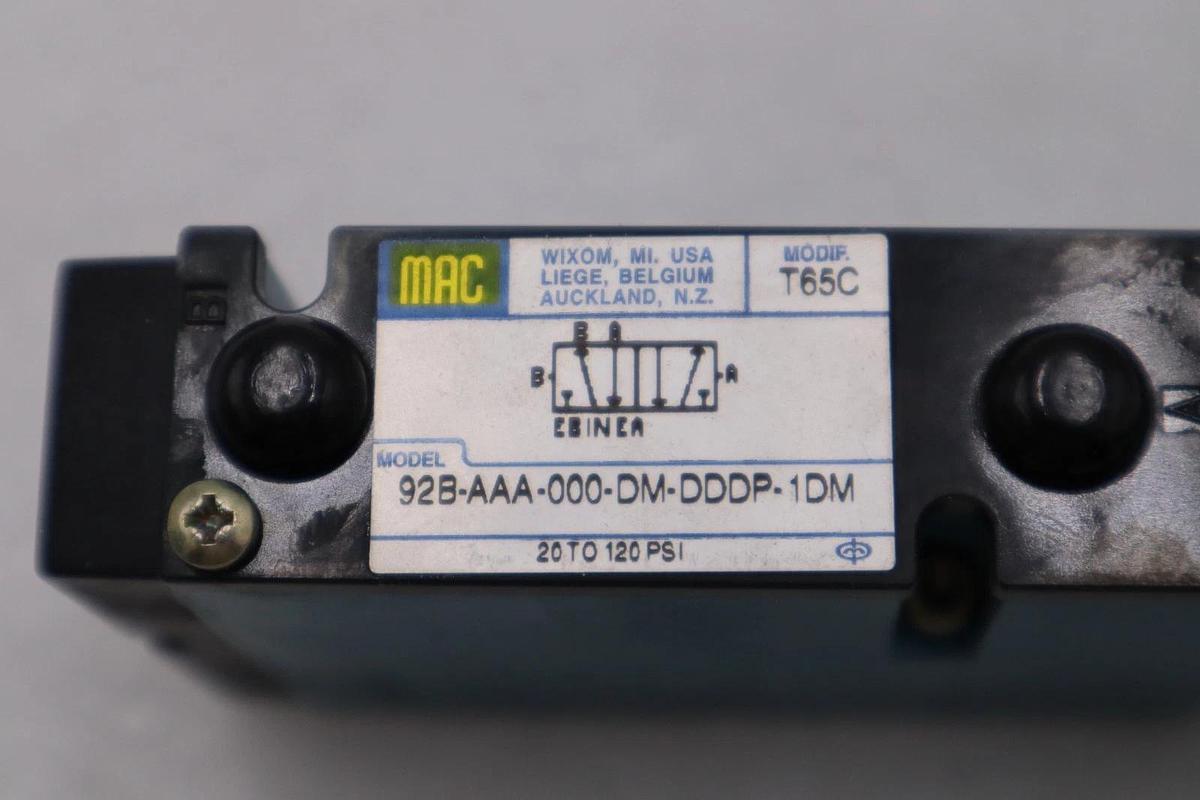 MAC
WIXOM, MI. USA
LIEGE, BELGIUM
AUCKLAND, N.Z.
MODIF.
T65C
B A
B A
EB IN EA
MODEL
92B-AAA-000-DM-DDDP-1DM
20 TO 120 PSI
B